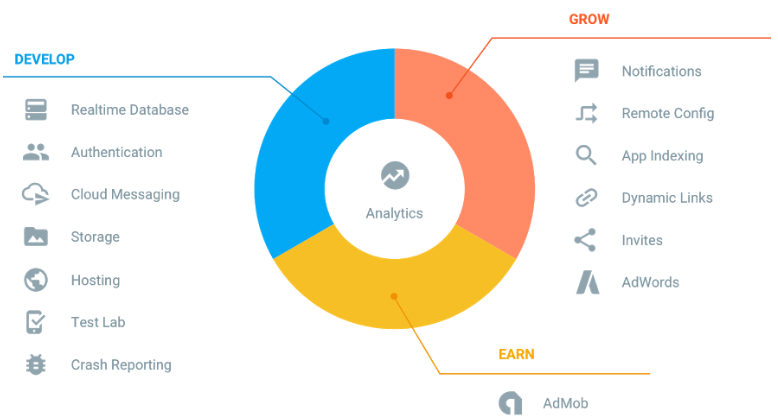 GROW
DEVELOP
Realtime Database
Authentication
Cloud Messaging
Storage
Hosting
Test Lab
Crash Reporting
Analytics
Notifications
Remote Config
App Indexing
Dynamic Links
Invites
AdWords
EARN
AdMob